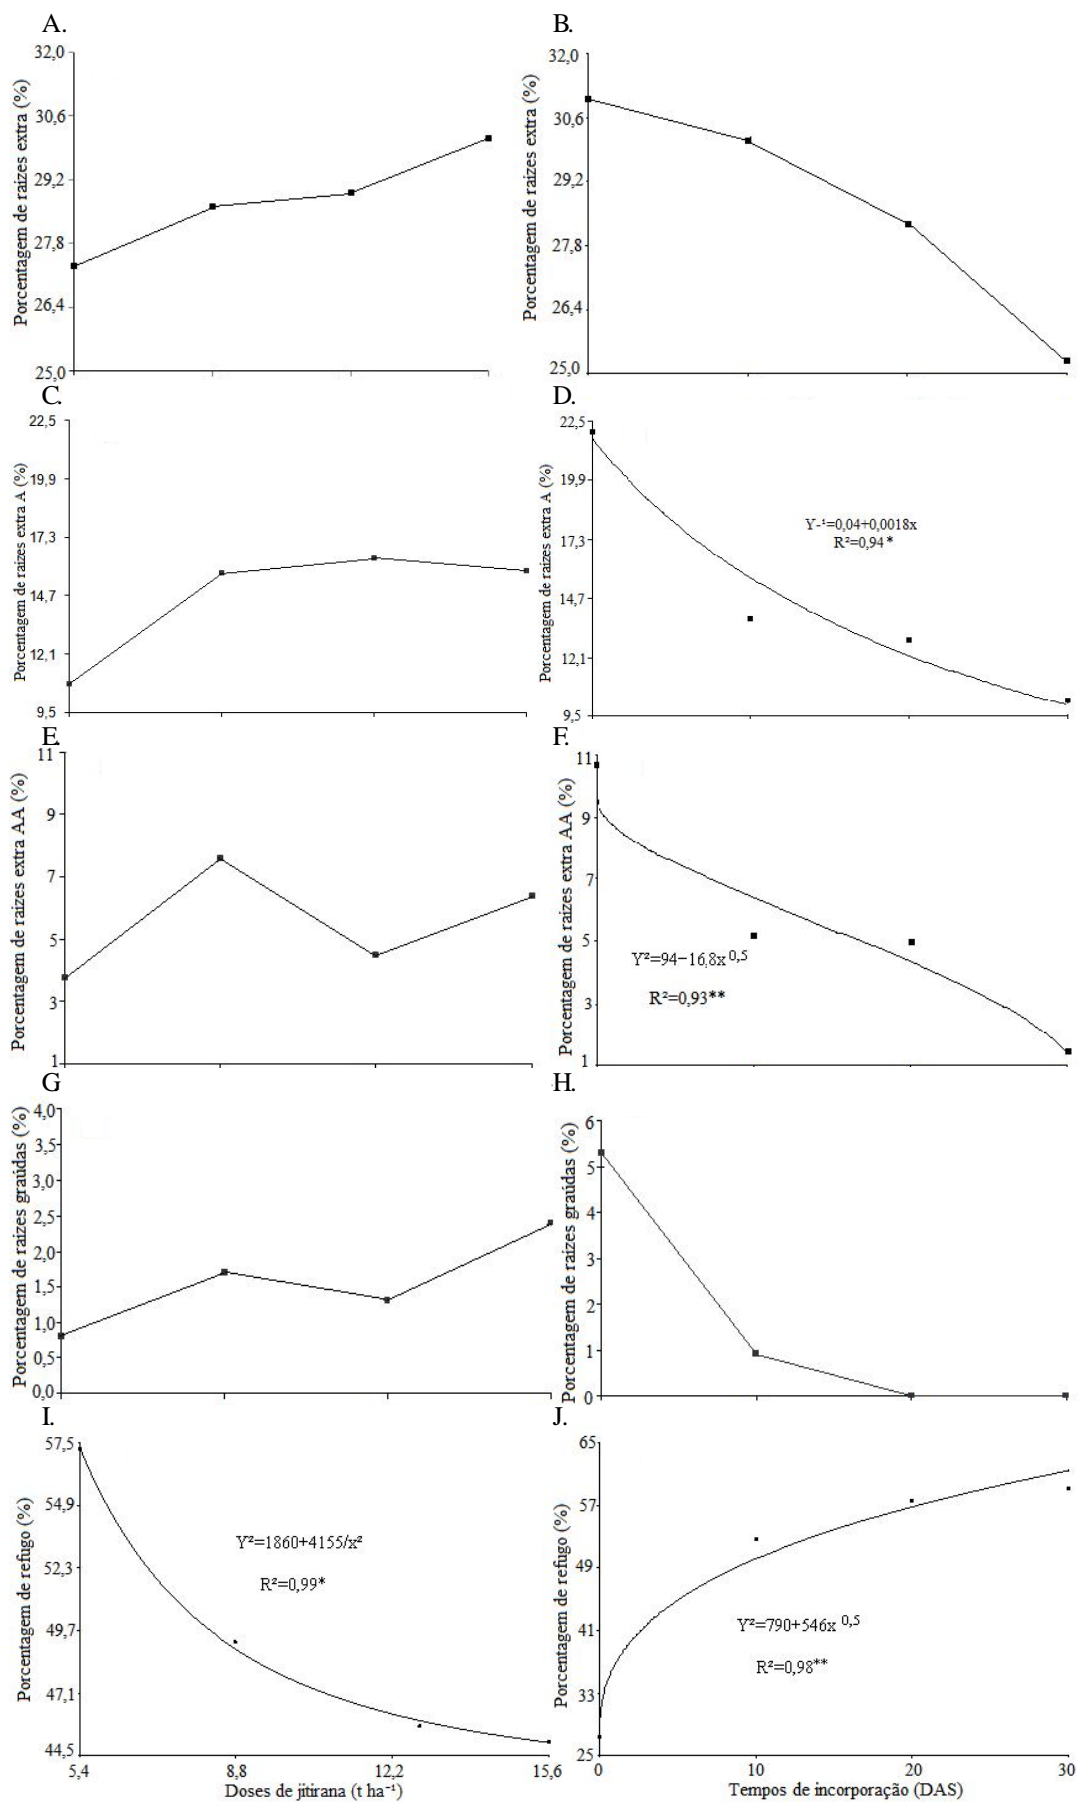 A.
Porcentagem de raizes extra (%)
32,0
30,6
29,2
27,8
26,4
25,0
B.
Porcentagem de raizes extra (%)
32,0
30,6
29,2
27,8
26,4
25,0
C.
Porcentagem de raizes extra A (%)
22,5
19,9
17,3
14,7
12,1
9,5
D.
Porcentagem de raizes extra A (%)
22,5
19,9
17,3
14,7
12,1
9,5
Y-¹=0,04+0,0018x
R²=0,94*
E.
Porcentagem de raizes extra AA (%)
11
9
7
5
3
1
F.
Porcentagem de raizes extra AA (%)
11
9
7
5
3
1
Y²=94−16,8x 0,5
R²=0,93**
G
Porcentagem de raizes graúdas (%)
4,0
3,5
3,0
2,5
2,0
1,5
1,0
0,5
0,0
H.
Porcentagem de raizes graúdas (%)
6
5
4
3
2
1
0
I.
Porcentagem de refugo (%)
57,5
54,9
52,3
49,7
47,1
44,5
Y²=1860+4155/x²
R²=0,99*
5,4 8,8 12,2 15,6
Doses de jitirana (t ha⁻¹)
J.
Porcentagem de refugo (%)
65
57
49
41
33
25
Y²=790+546x 0,5
R²=0,98**
0 10 20 30
Tempos de incorporação (DAS)